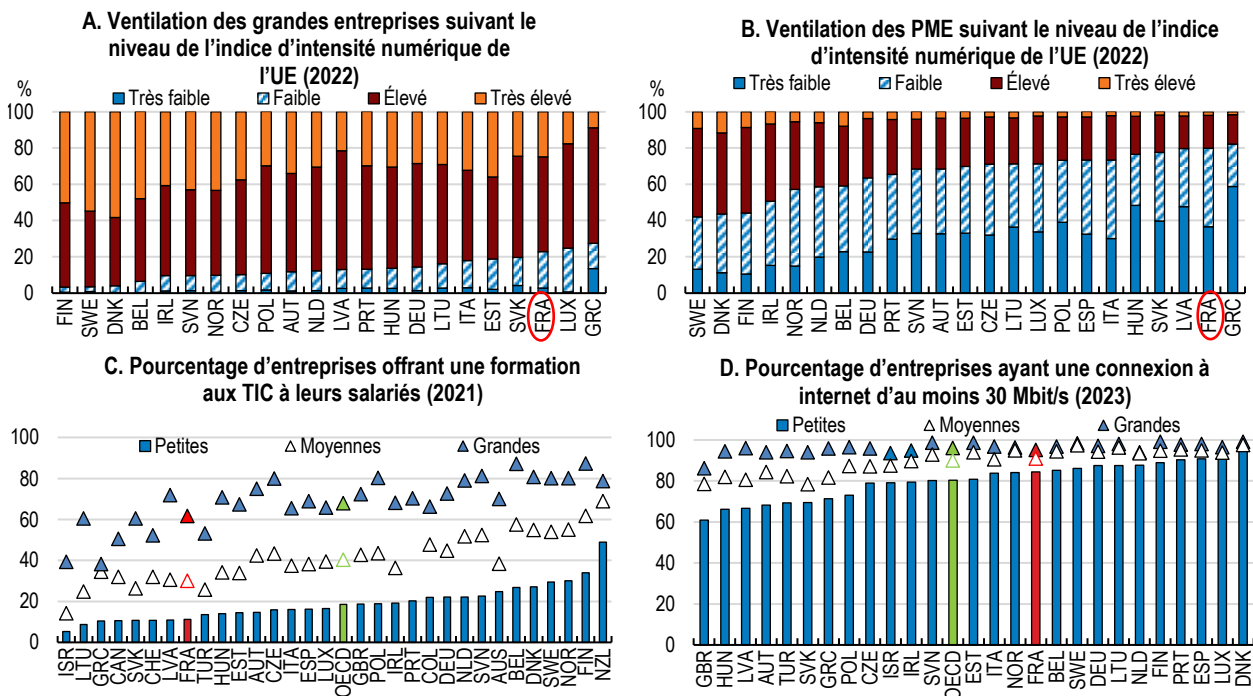 A. Ventilation des grandes entreprises suivant le
niveau de l’indice d’intensité numérique de
l’UE (2022)
%
Très faible Faible Élevé Très élevé
100
80
60
40
20
0
FIN SWE DNK BEL IRL SVN NOR CZE POL AUT NLD LVA PRT HUN DEU LTU ITA EST SVK FRA LUX GRC
B. Ventilation des PME suivant le niveau de l’indice
d’intensité numérique de l’UE (2022)
%
Très faible Faible Élevé Très élevé
100
80
60
40
20
0
SWE DNK FIN IRL NOR NLD BEL DEU PRT SVN AUT EST CZE LTU LUX POL ESP ITA HUN SVK LVA FRA GRC
C. Pourcentage d’entreprises offrant une formation
aux TIC à leurs salariés (2021)
Petites Moyennes Grandes
100
80
60
40
20
0
ISR LTU GRC CAN SVK CHE LVA FRA TUR HUN EST AUT CZE ITA ESP LUX OECD GBR POL IRL PRT COL DEU NLD SVN AUS BEL DNK SWE NOR FIN NZL
D. Pourcentage d’entreprises ayant une connexion à
internet d’au moins 30 Mbit/s (2023)
Petites Moyennes Grandes
100
80
60
40
20
0
GBR HUN LVA AUT TUR SVK GRC POL CZE ISR IRL SVN OECD EST ITA NOR FRA BEL SWE DEU LTU NLD FIN PRT ESP LUX DNK